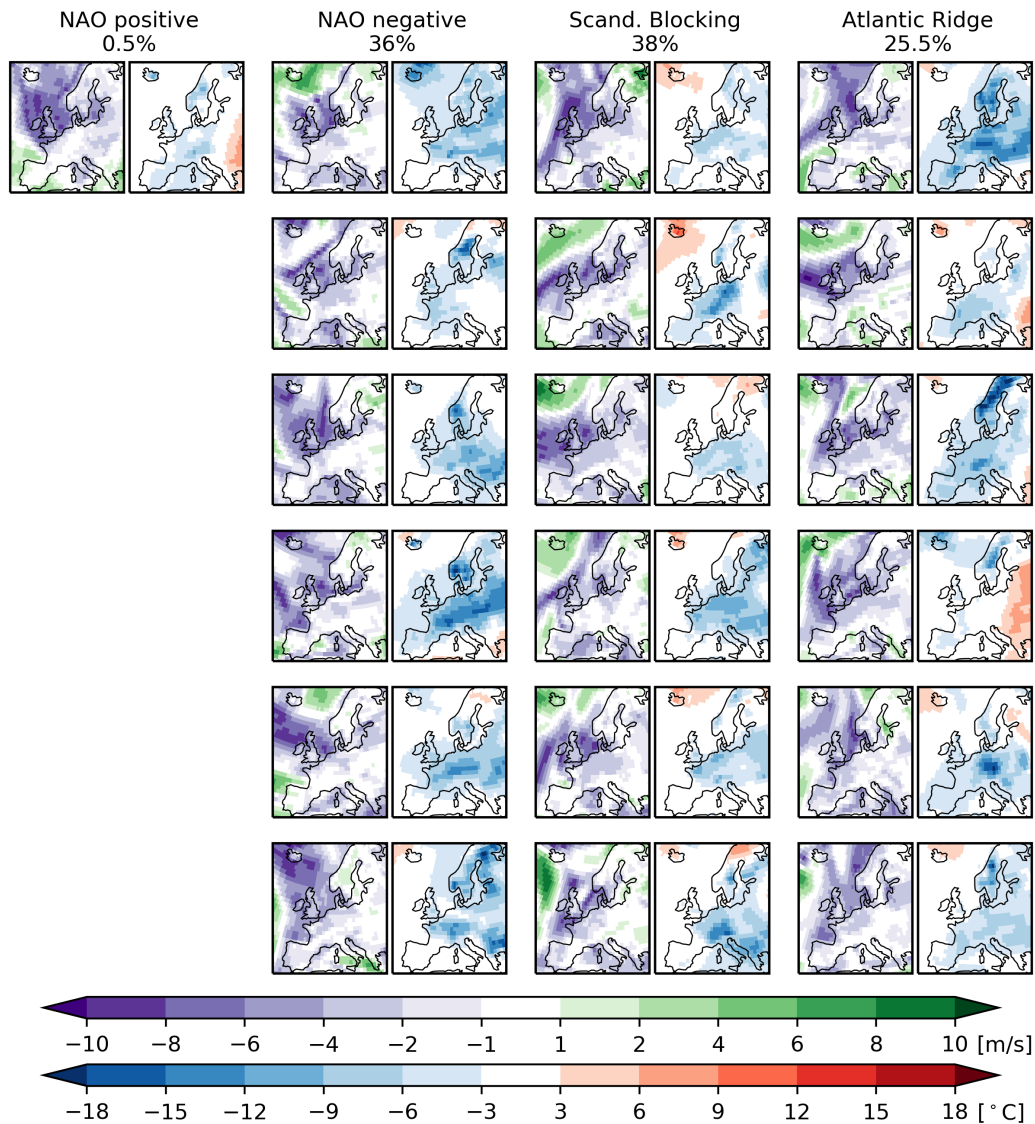 NAO positive
0.5%
NAO negative
36%
Scand. Blocking
38%
Atlantic Ridge
25.5%
−10 −8 −6 −4 −2 −1 1 2 4 6 8 10 [m/s]
−18 −15 −12 −9 −6 −3 3 6 9 12 15 18 [°C]